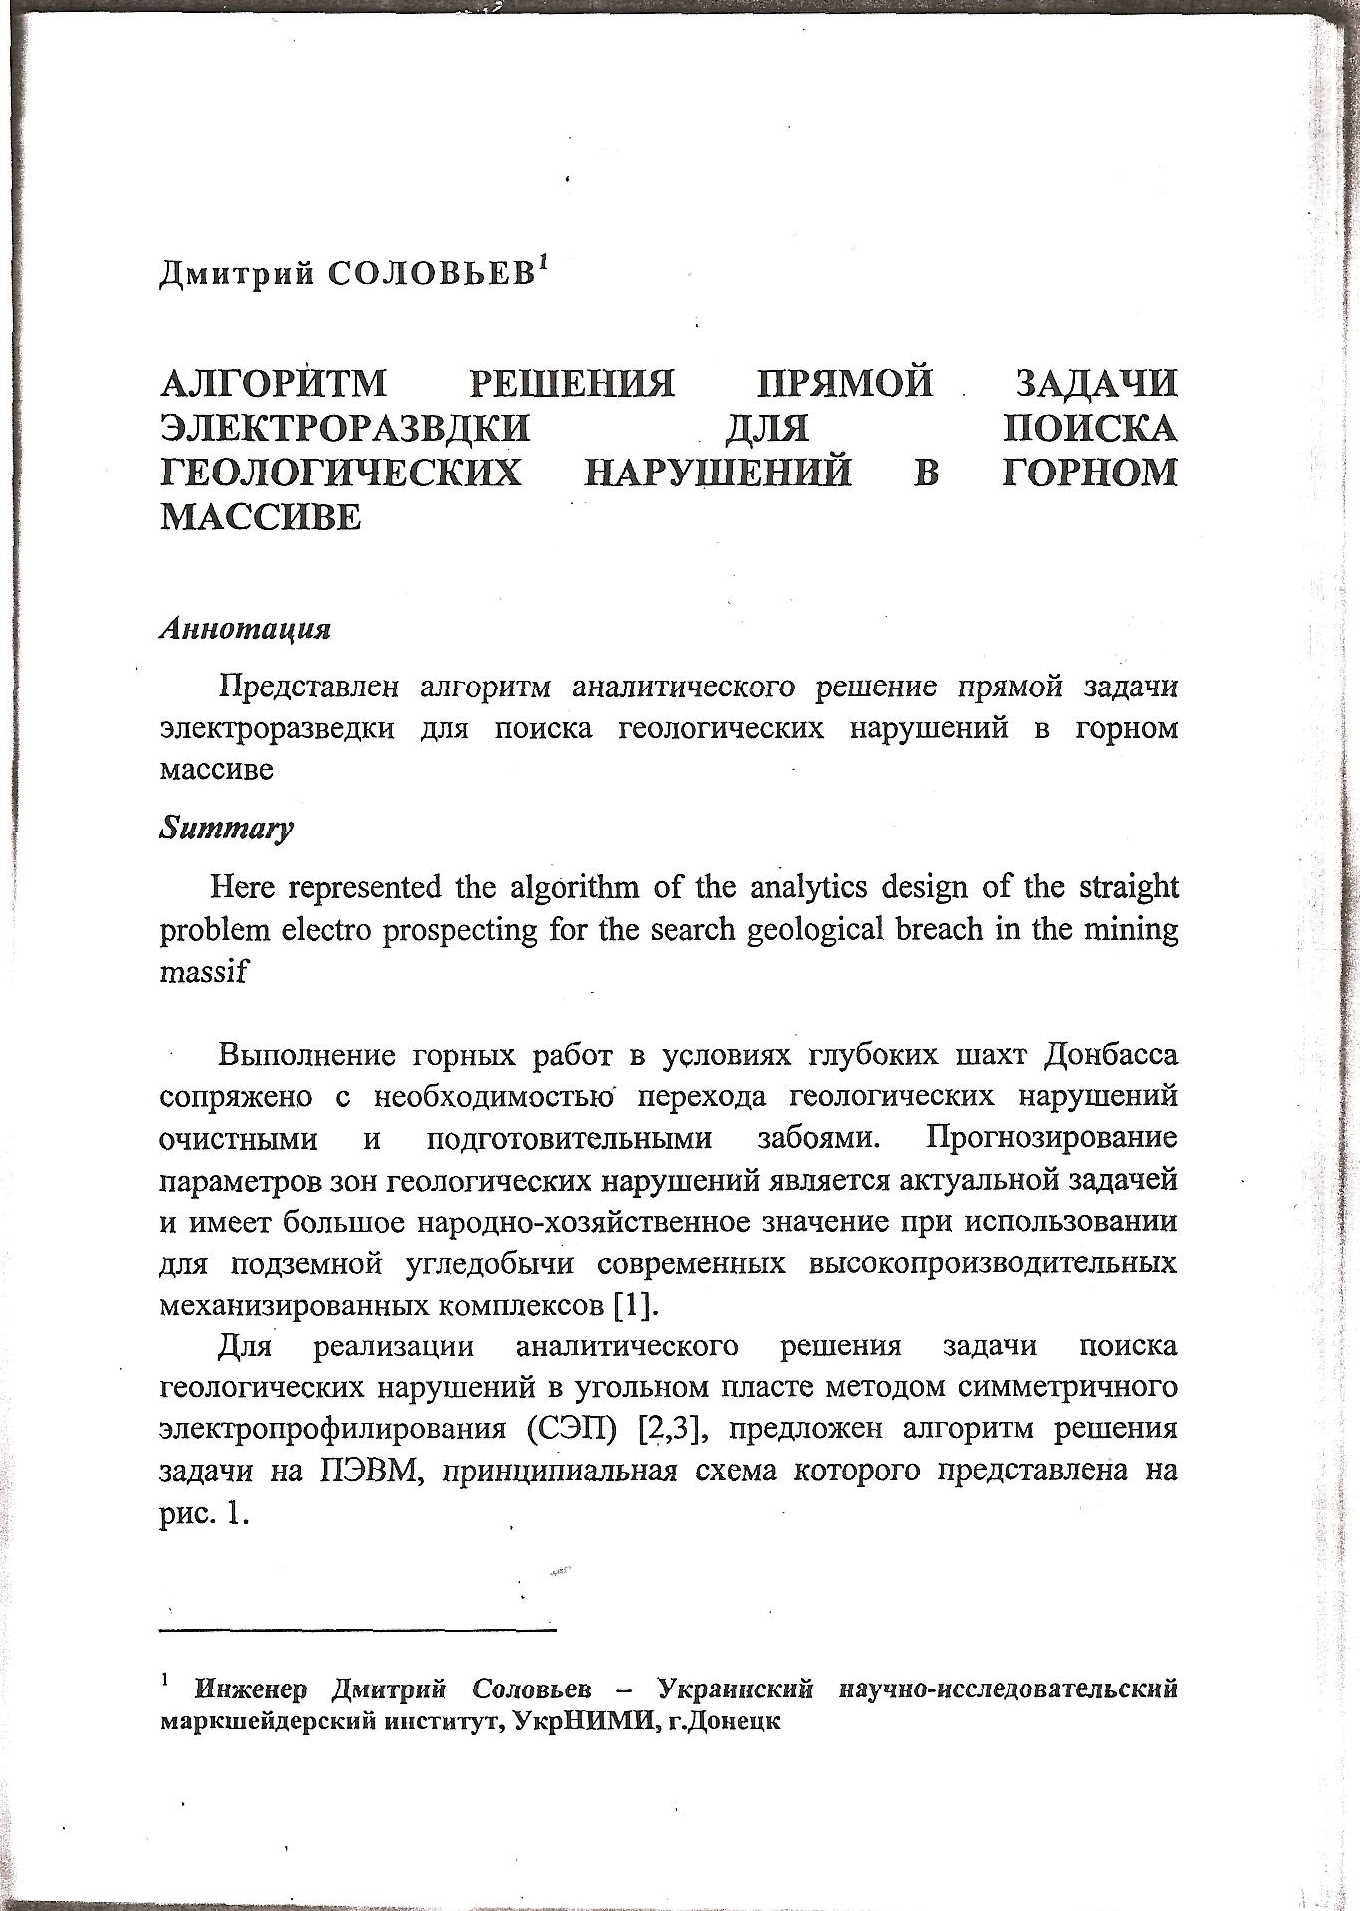 Дмитрий СОЛОВЬЕВ¹
АЛГОРИТМ РЕШЕНИЯ ПРЯМОЙ ЗАДАЧИ
ЭЛЕКТРОРАЗВДКИ ДЛЯ ПОИСКА
ГЕОЛОГИЧЕСКИХ НАРУШЕНИЙ В ГОРНОМ
МАССИВЕ
Аннотация
Представлен алгоритм аналитического решение прямой задачи
электроразведки для поиска геологических нарушений в горном
массиве
Summary
Here represented the algorithm of the analytics design of the straight
problem electro prospecting for the search geological breach in the mining
massif
Выполнение горных работ в условиях глубоких шахт Донбасса
сопряжено с необходимостью перехода геологических нарушений
очистными и подготовительными забоями. Прогнозирование
параметров зон геологических нарушений является актуальной задачей
и имеет большое народно-хозяйственное значение при использовании
для подземной угледобычи современных высокопроизводительных
механизированных комплексов [1].
Для реализации аналитического решения задачи поиска
геологических нарушений в угольном пласте методом симметричного
электропрофилирования (СЭП) [2,3], предложен алгоритм решения
задачи на ПЭВМ, принципиальная схема которого представлена на
рис. 1.
¹ Инженер Дмитрий Соловьев – Украинский научно-исследовательский
маркшейдерский институт, УкрНИМИ, г.Донецк